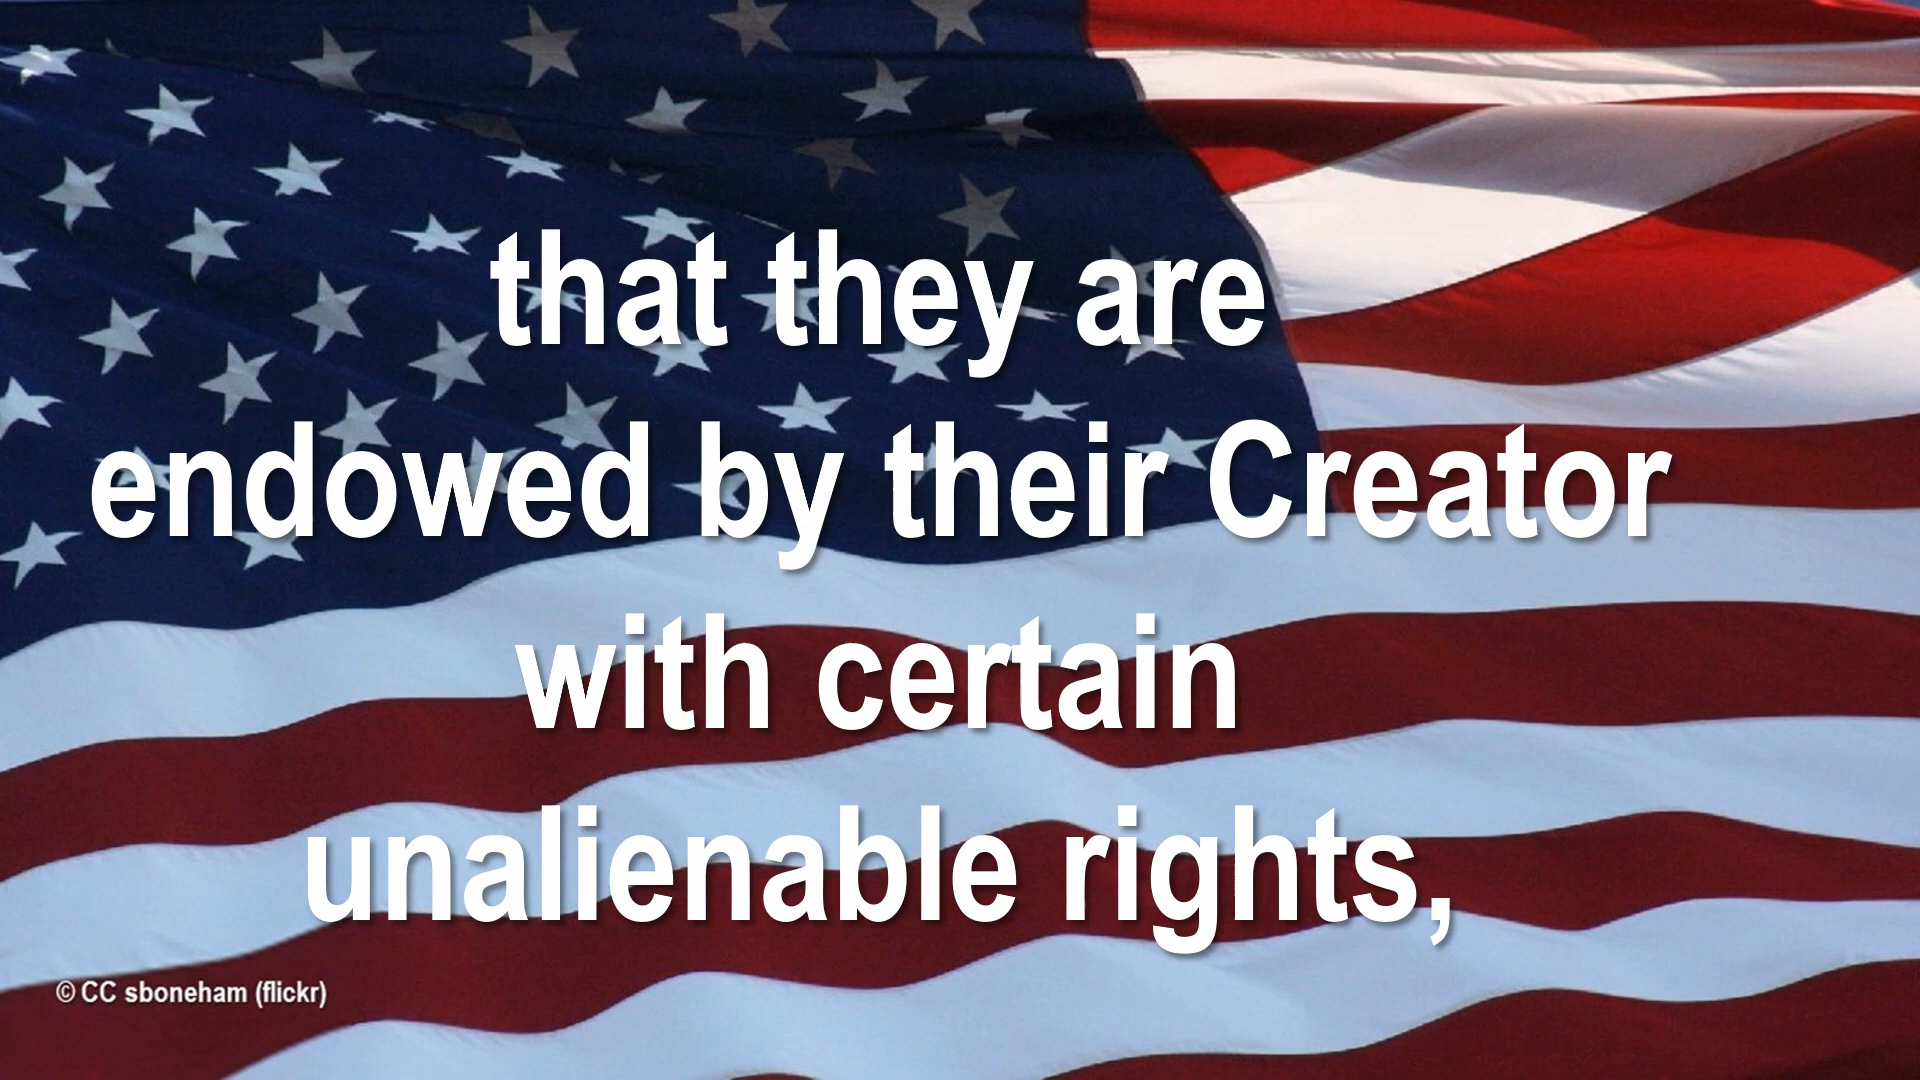 that they are
endowed by their Creator
with certain
unalienable rights,
© CC sboneham (flickr)